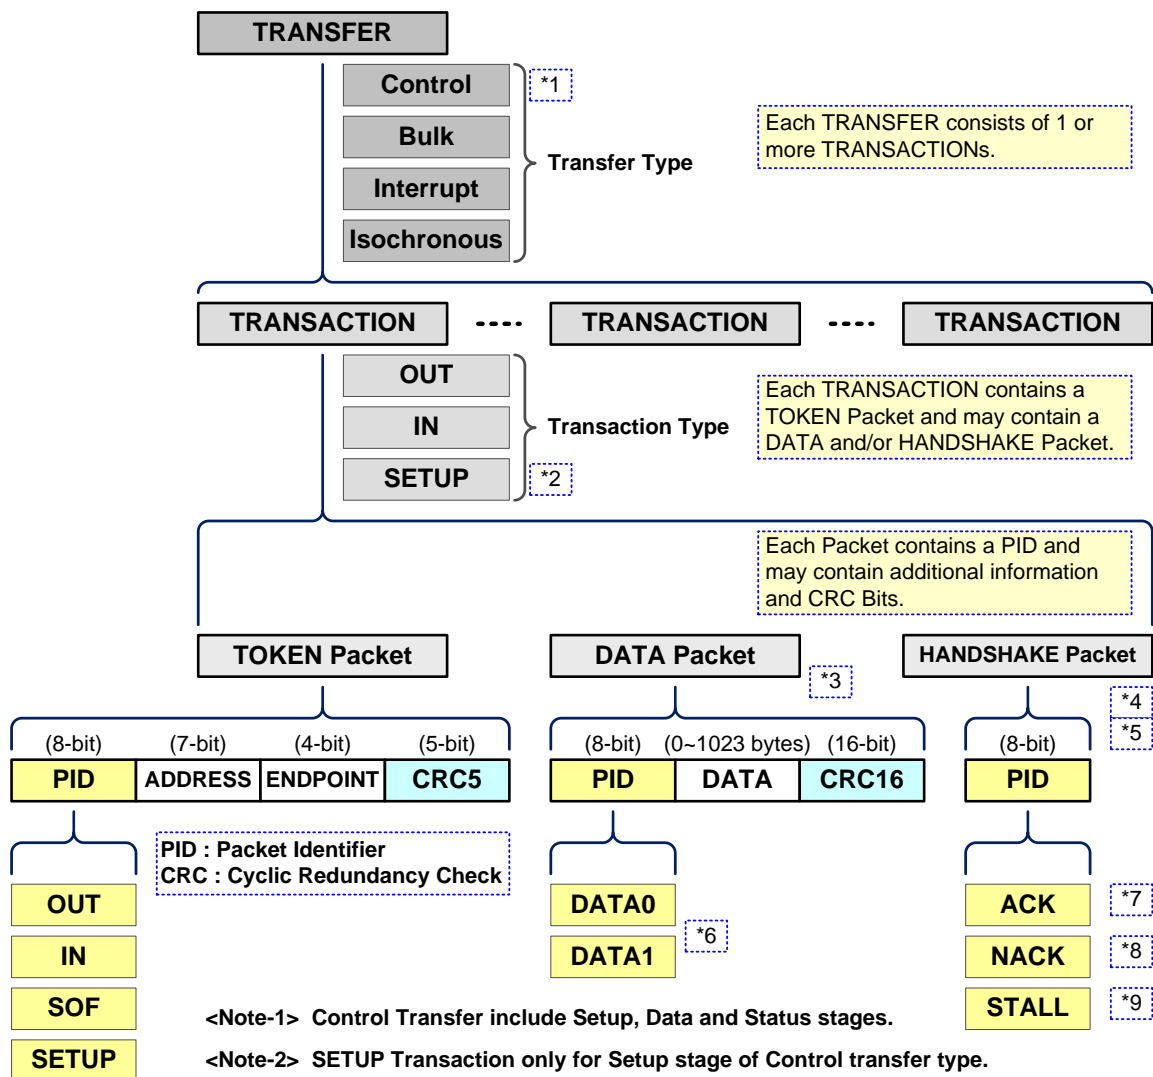 TRANSFER
Control
*1
Bulk
Interrupt
Isochronous
Transfer Type
Each TRANSFER consists of 1 or
more TRANSACTIONs.
TRANSACTION
TRANSACTION
TRANSACTION
OUT
IN
SETUP
*2
Transaction Type
Each TRANSACTION contains a
TOKEN Packet and may contain a
DATA and/or HANDSHAKE Packet.
Each Packet contains a PID and
may contain additional information
and CRC Bits.
TOKEN Packet
DATA Packet
HANDSHAKE Packet
*3
*4
*5
(8-bit) (7-bit) (4-bit) (5-bit)
PID ADDRESS ENDPOINT CRC5
(8-bit) (0~1023 bytes) (16-bit)
PID DATA CRC16
(8-bit)
PID
PID : Packet Identifier
CRC : Cyclic Redundancy Check
OUT
IN
SOF
SETUP
DATA0
DATA1
*6
ACK
*7
NACK
*8
STALL
*9
<Note-1> Control Transfer include Setup, Data and Status stages.
<Note-2> SETUP Transaction only for Setup stage of Control transfer type.